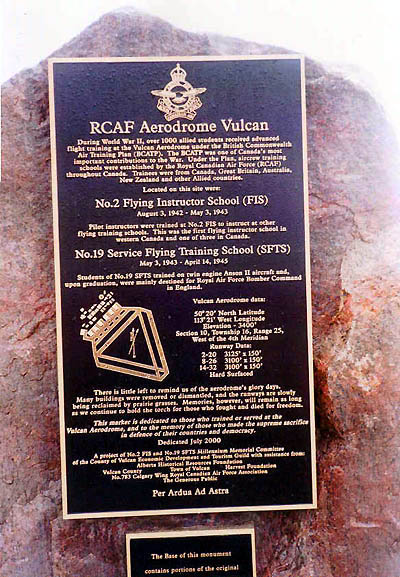 RCAF Aerodrome Vulcan
During World War II, over 1000 allied students received advanced
flight training at the Vulcan Aerodrome under the British Commonwealth
Air Training Plan (BCATP). The BCATP was one of Canada's most
important contributions to the War. Under the Plan, aircrew training
schools were established by the Royal Canadian Air Force (RCAF)
throughout Canada. Trainees were from Canada, Great Britain, Australia,
New Zealand and other Allied countries.
Located on this site were:
No.2 Flying Instructor School (FIS)
August 3, 1942 - May 3, 1943
Pilot instructors were trained at No.2 FIS to instruct at other
flying training schools. This was the first flying instructor school in
western Canada and one of three in Canada.
No.19 Service Flying Training School (SFTS)
May 3, 1943 - April 14, 1945
Students of No.19 SFTS trained on twin engine Anson II aircraft and,
upon graduation, were mainly destined for Royal Air Force Bomber Command
in England.
Vulcan Aerodrome data:
50° 20' North Latitude
113° 21' West Longitude
Elevation - 3400'
Section 10, Township 16, Range 25,
West of the 4th Meridian
Runway Data:
2-20 3125' x 150'
8-26 3100' x 150'
14-32 3100' x 150'
Hard Surfaced
There is little left to remind us of the aerodrome's glory days.
Many buildings were removed or dismantled, and the runways are slowly
being reclaimed by prairie grasses. Memories, however, will remain as long
as we continue to hold the torch for those who fought and died for freedom.
This marker is dedicated to those who trained or served at the
Vulcan Aerodrome, and to the memory of those who made the supreme sacrifice
in defence of their countries and democracy.
Dedicated July 2000
A project of No.2 FIS and No.19 SFTS Millennium Memorial Committee
of the County of Vulcan Economic Development and Tourism Guild with assistance from:
Alberta Historical Resources Foundation
Vulcan County Town of Vulcan Harvest Foundation
No.783 Calgary Wing Royal Canadian Air Force Association
The Generous Public
Per Ardua Ad Astra
The Base of this monument
contains portions of the original